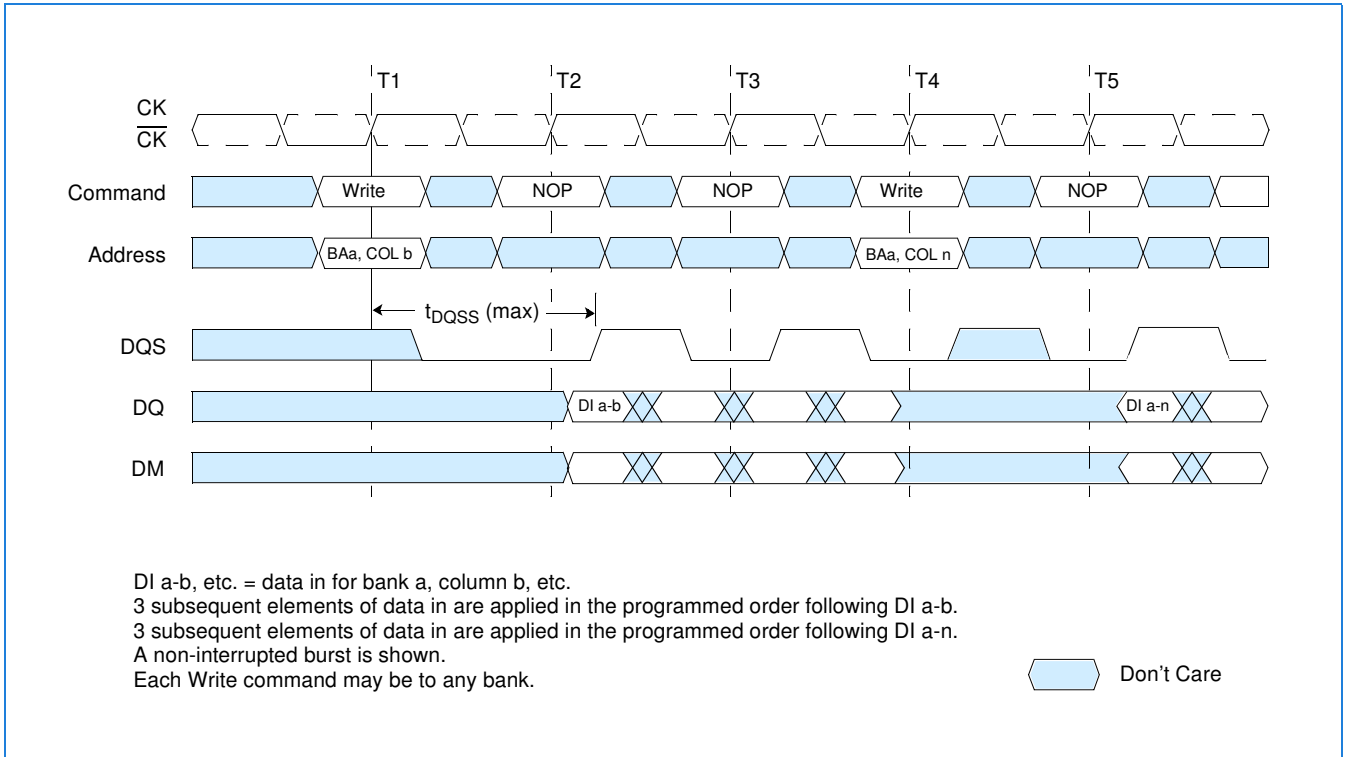 T1 T2 T3 T4 T5
CK
CK
Command Write NOP NOP Write NOP
Address BAa, COL b BAa, COL n
tDQSS (max)
DQS
DQ DI a-b DI a-n
DM
DI a-b, etc. = data in for bank a, column b, etc.
3 subsequent elements of data in are applied in the programmed order following DI a-b.
3 subsequent elements of data in are applied in the programmed order following DI a-n.
A non-interrupted burst is shown.
Each Write command may be to any bank.
Don't Care